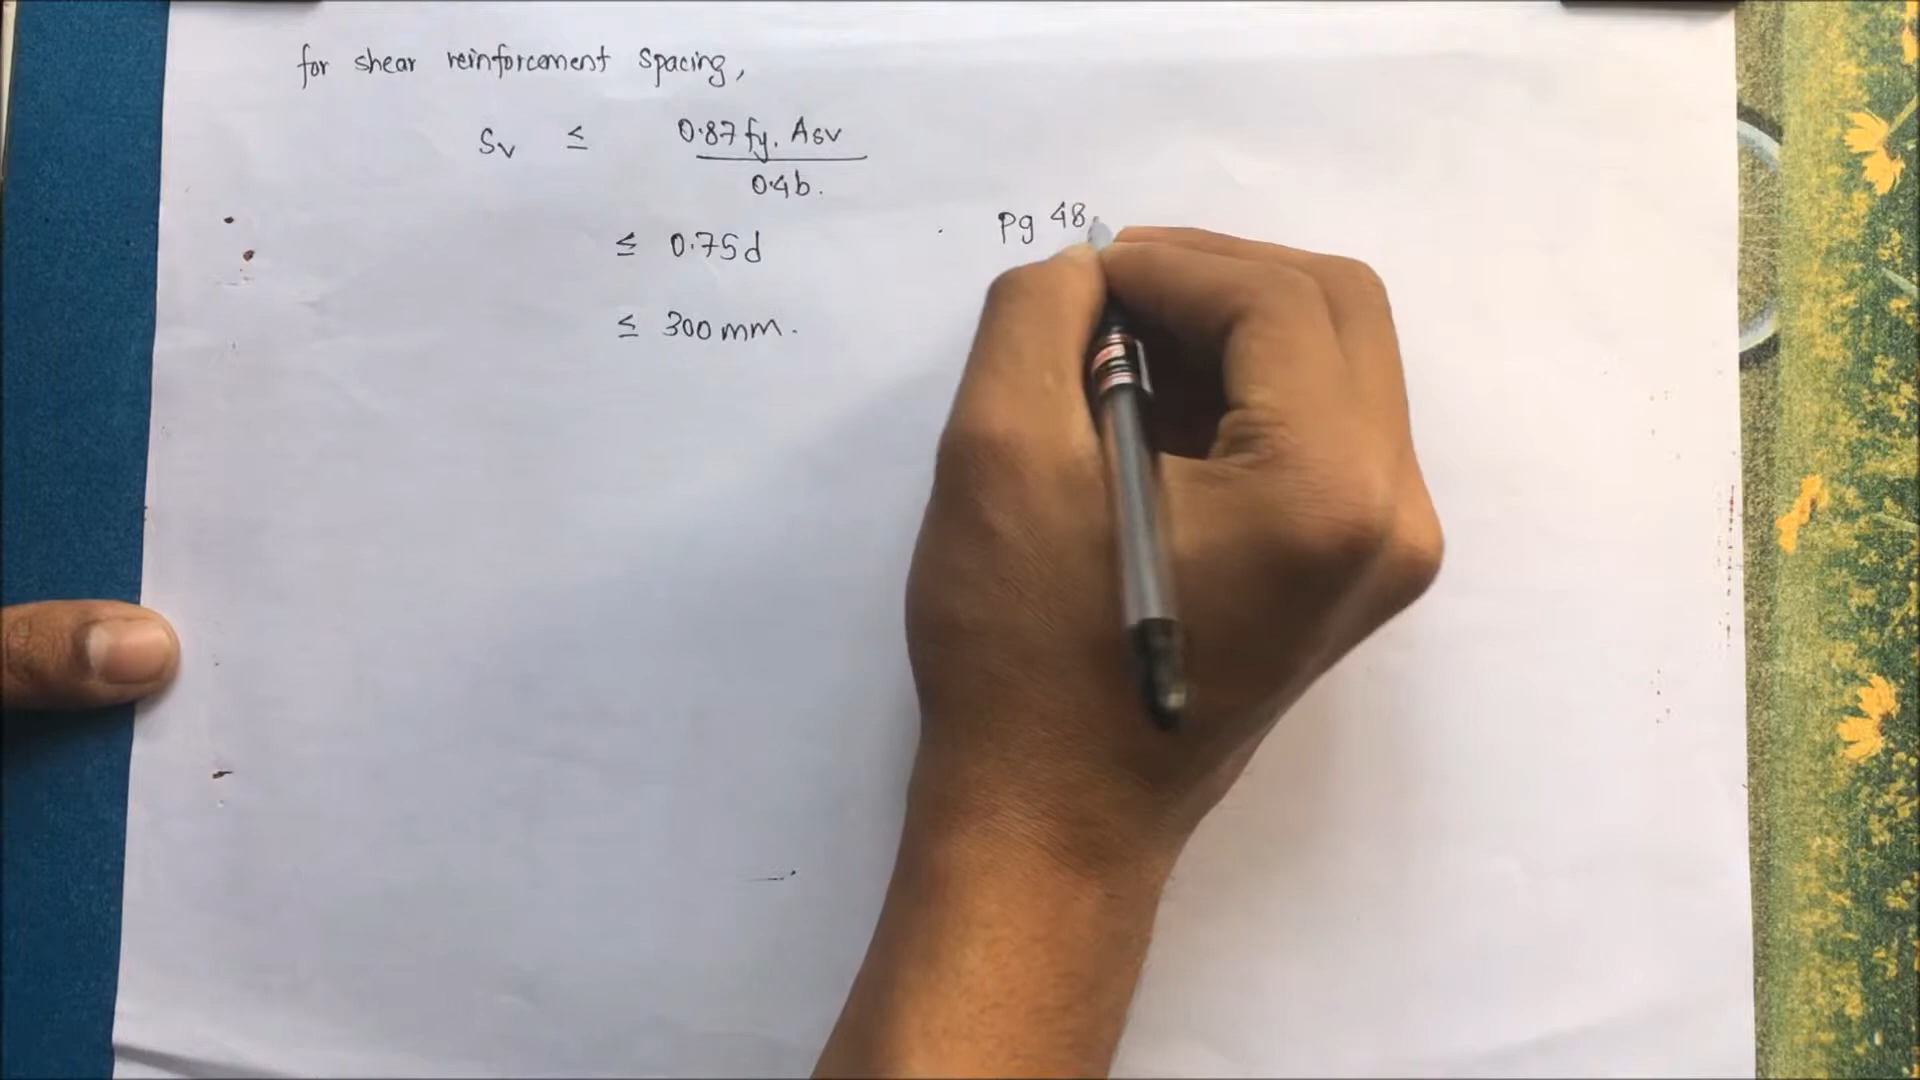 for shear reinforcement spacing,
Sv ≤ 0.87 fy. Asv
0.4b.
≤ 0.75d
pg 48
≤ 300 mm.